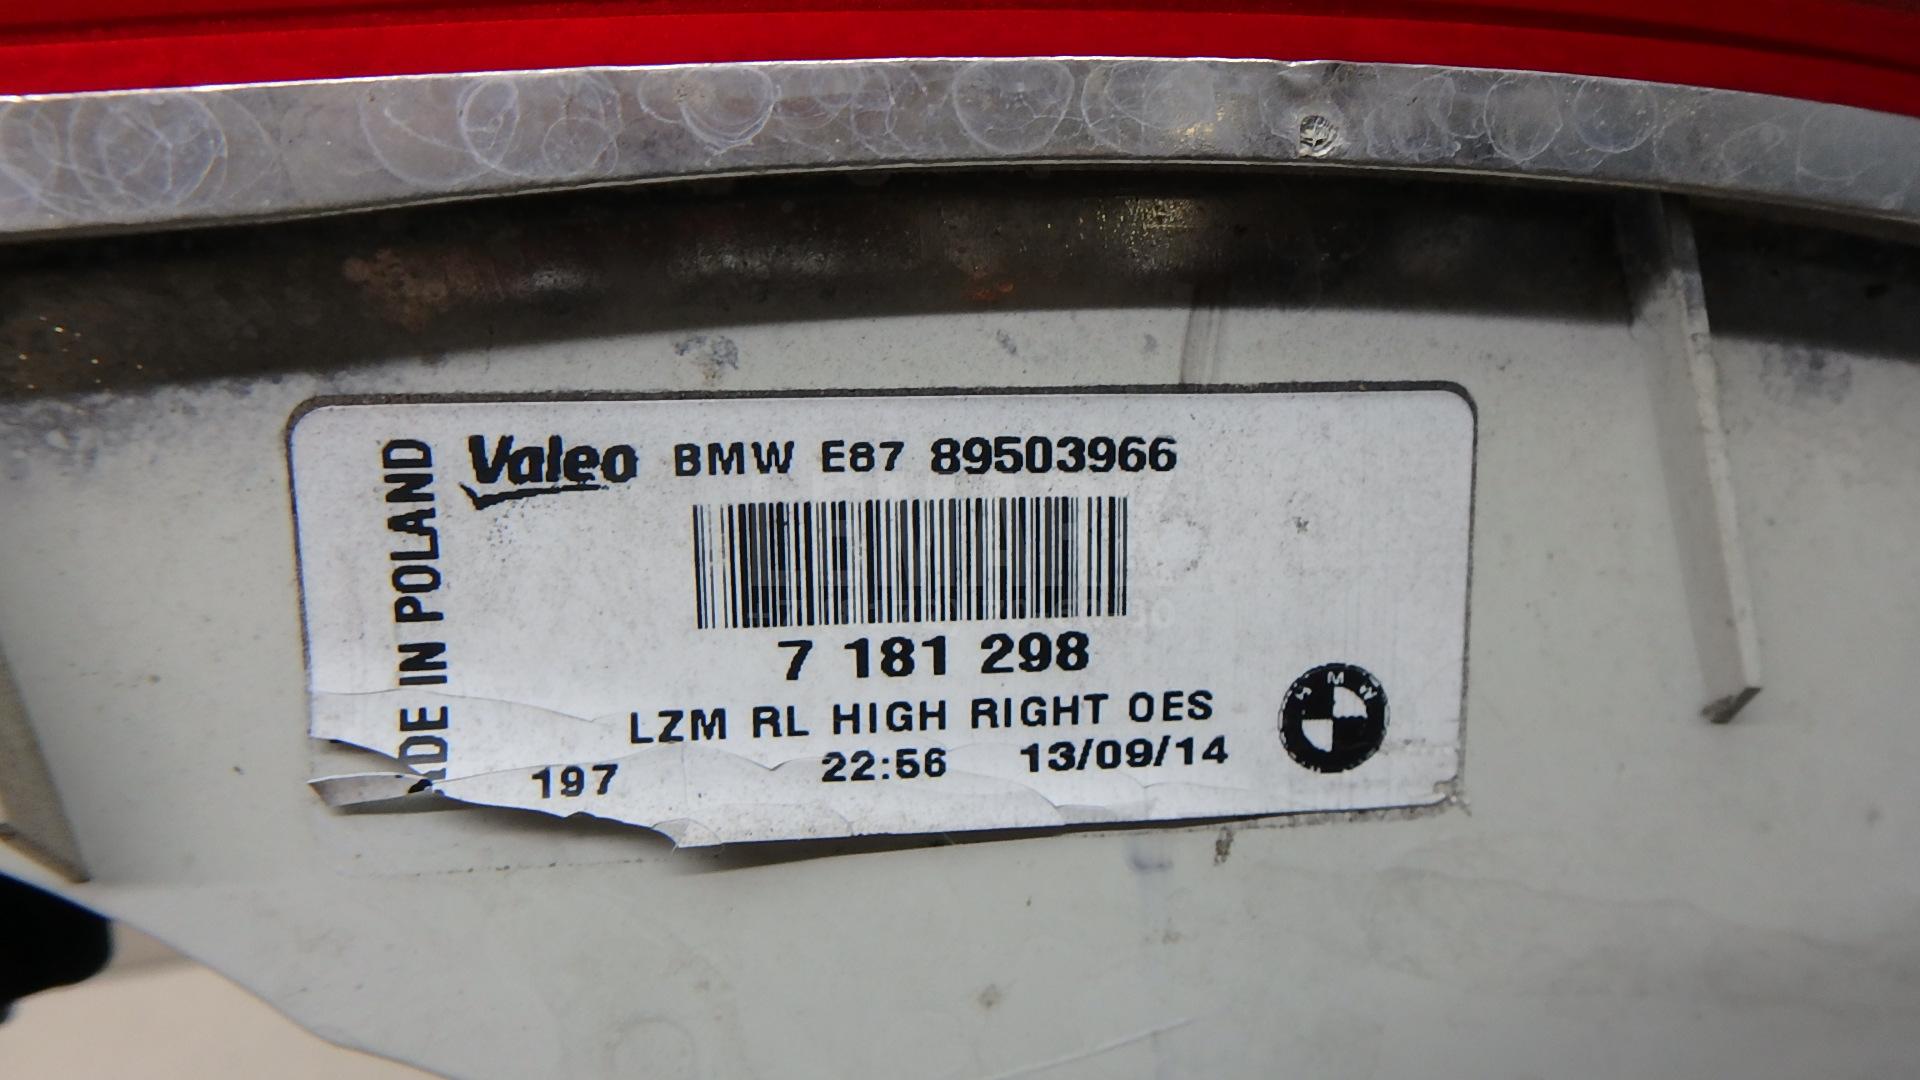 Valeo BMW E87 89503966
7 181 298
LZM RL HIGH RIGHT OES
197 22:56 13/09/14
DE IN POLAND
BMW